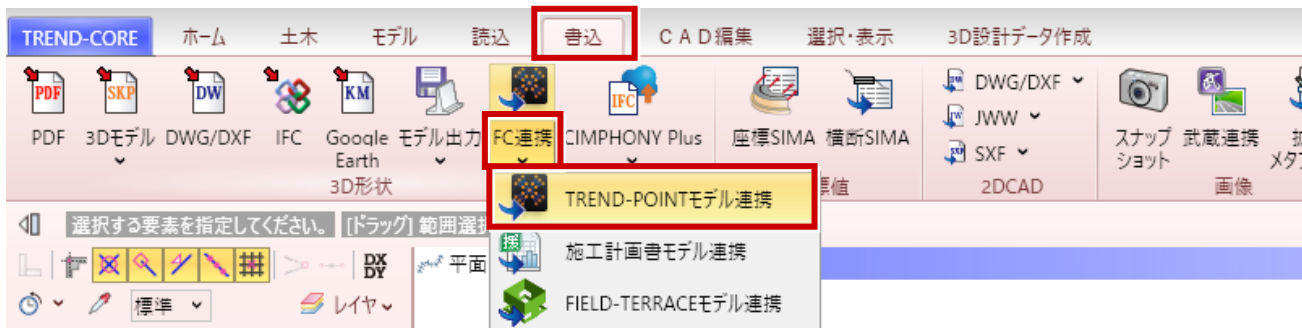 TREND-CORE ホーム 土木 モデル 読込 書込 CAD編集 選択・表示 3D設計データ作成
PDF SKP DW KM IFC DWG/DXF
JWW
PDF 3Dモデル DWG/DXF IFC Google Earth モデル出力 FC連携 CIMPHONY Plus 座標SIMA 横断SIMA SXF スナップショット 武蔵連携
3D形状 2DCAD 画像
TREND-POINTモデル連携
選択する要素を指定してください。 [ドラッグ] 範囲選
施工計画書モデル連携
DX
DY
平面
標準 レイヤ FIELD-TERRACEモデル連携